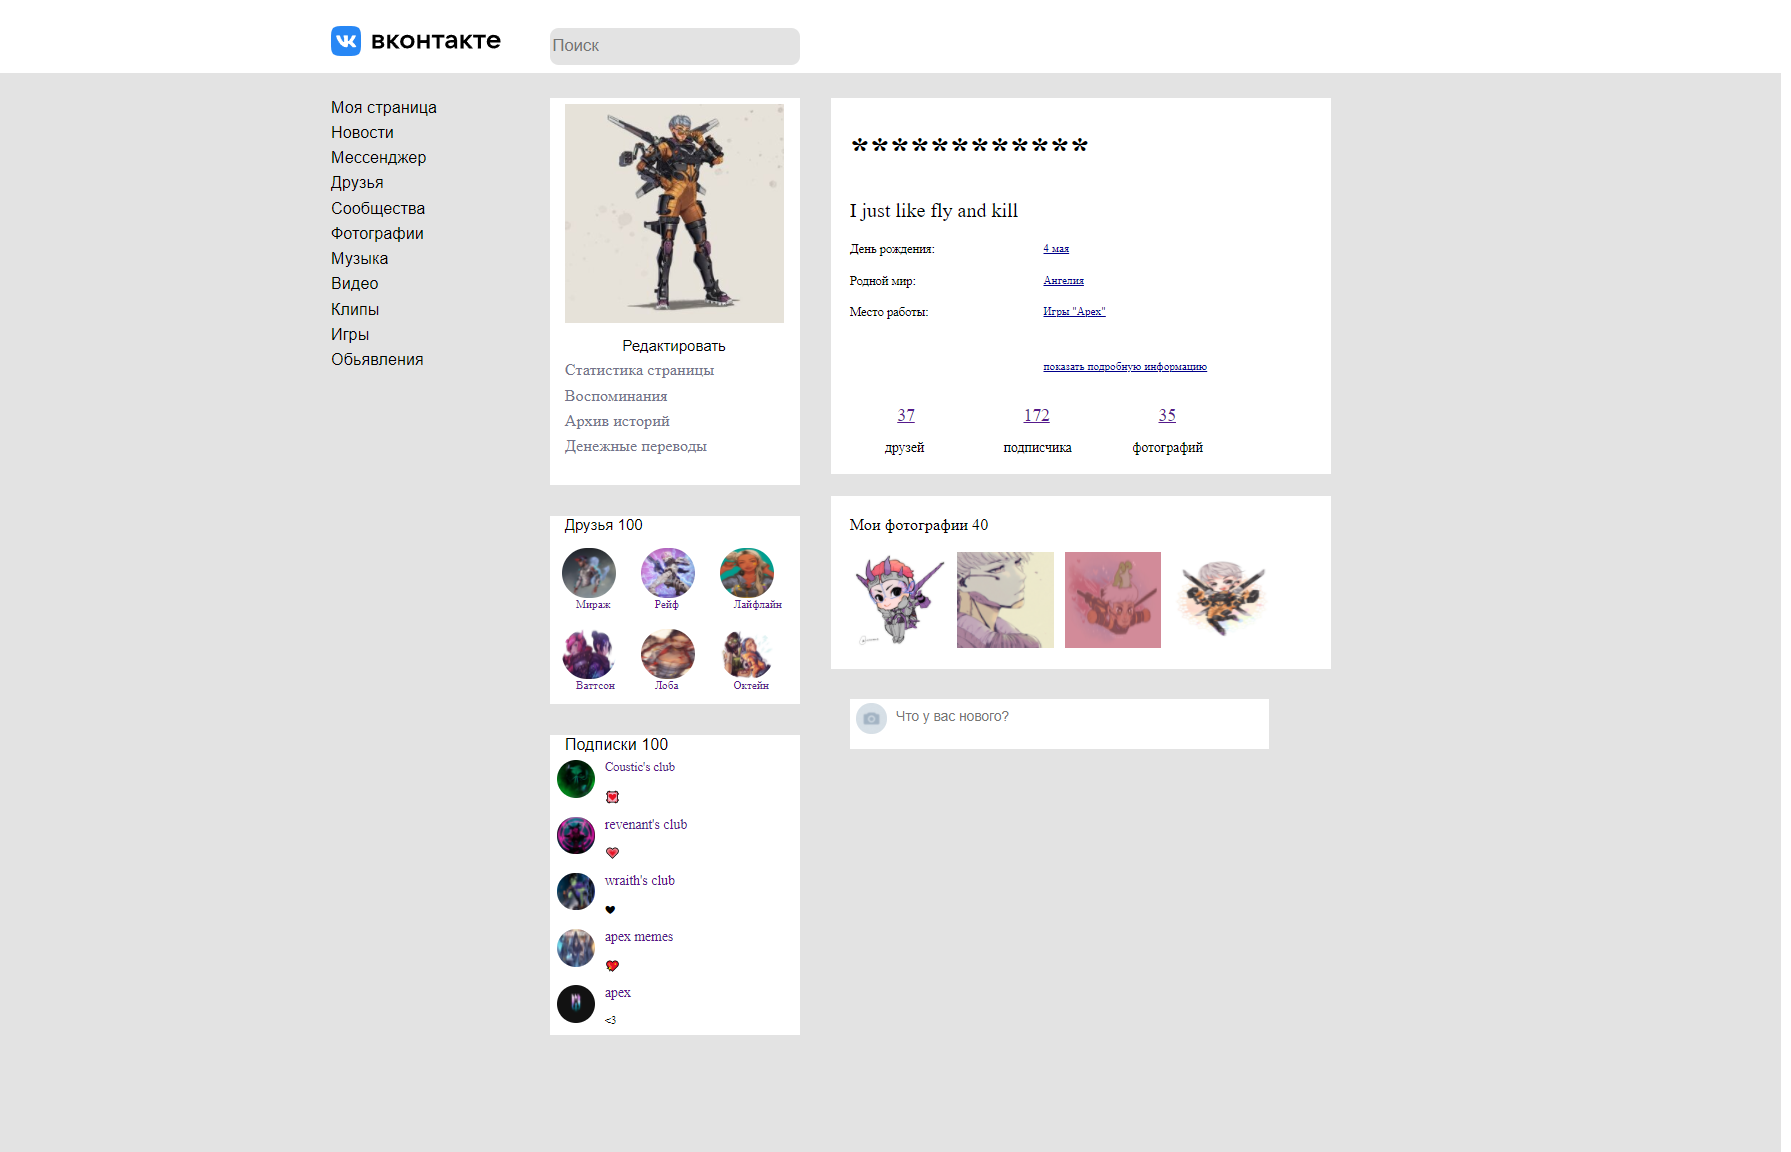 вконтакте
Поиск
Моя страница
Новости
Мессенджер
Друзья
Сообщества
Фотографии
Музыка
Видео
Клипы
Игры
Обьявления
Редактировать
Статистика страницы
Воспоминания
Архив историй
Денежные переводы
Друзья 100
Мираж Рейф Лайфлайн
Ваттсон Лоба Октейн
Подписки 100
Coustic's club
💟
revenant's club
💗
wraith's club
🖤
apex memes
💘
apex
<3
************
I just like fly and kill
День рождения: 4 мая
Родной мир: Ангелия
Место работы: Игры "Apex"
показать подробную информацию
37 172 35
друзей подписчика фотографий
Мои фотографии 40
Что у вас нового?